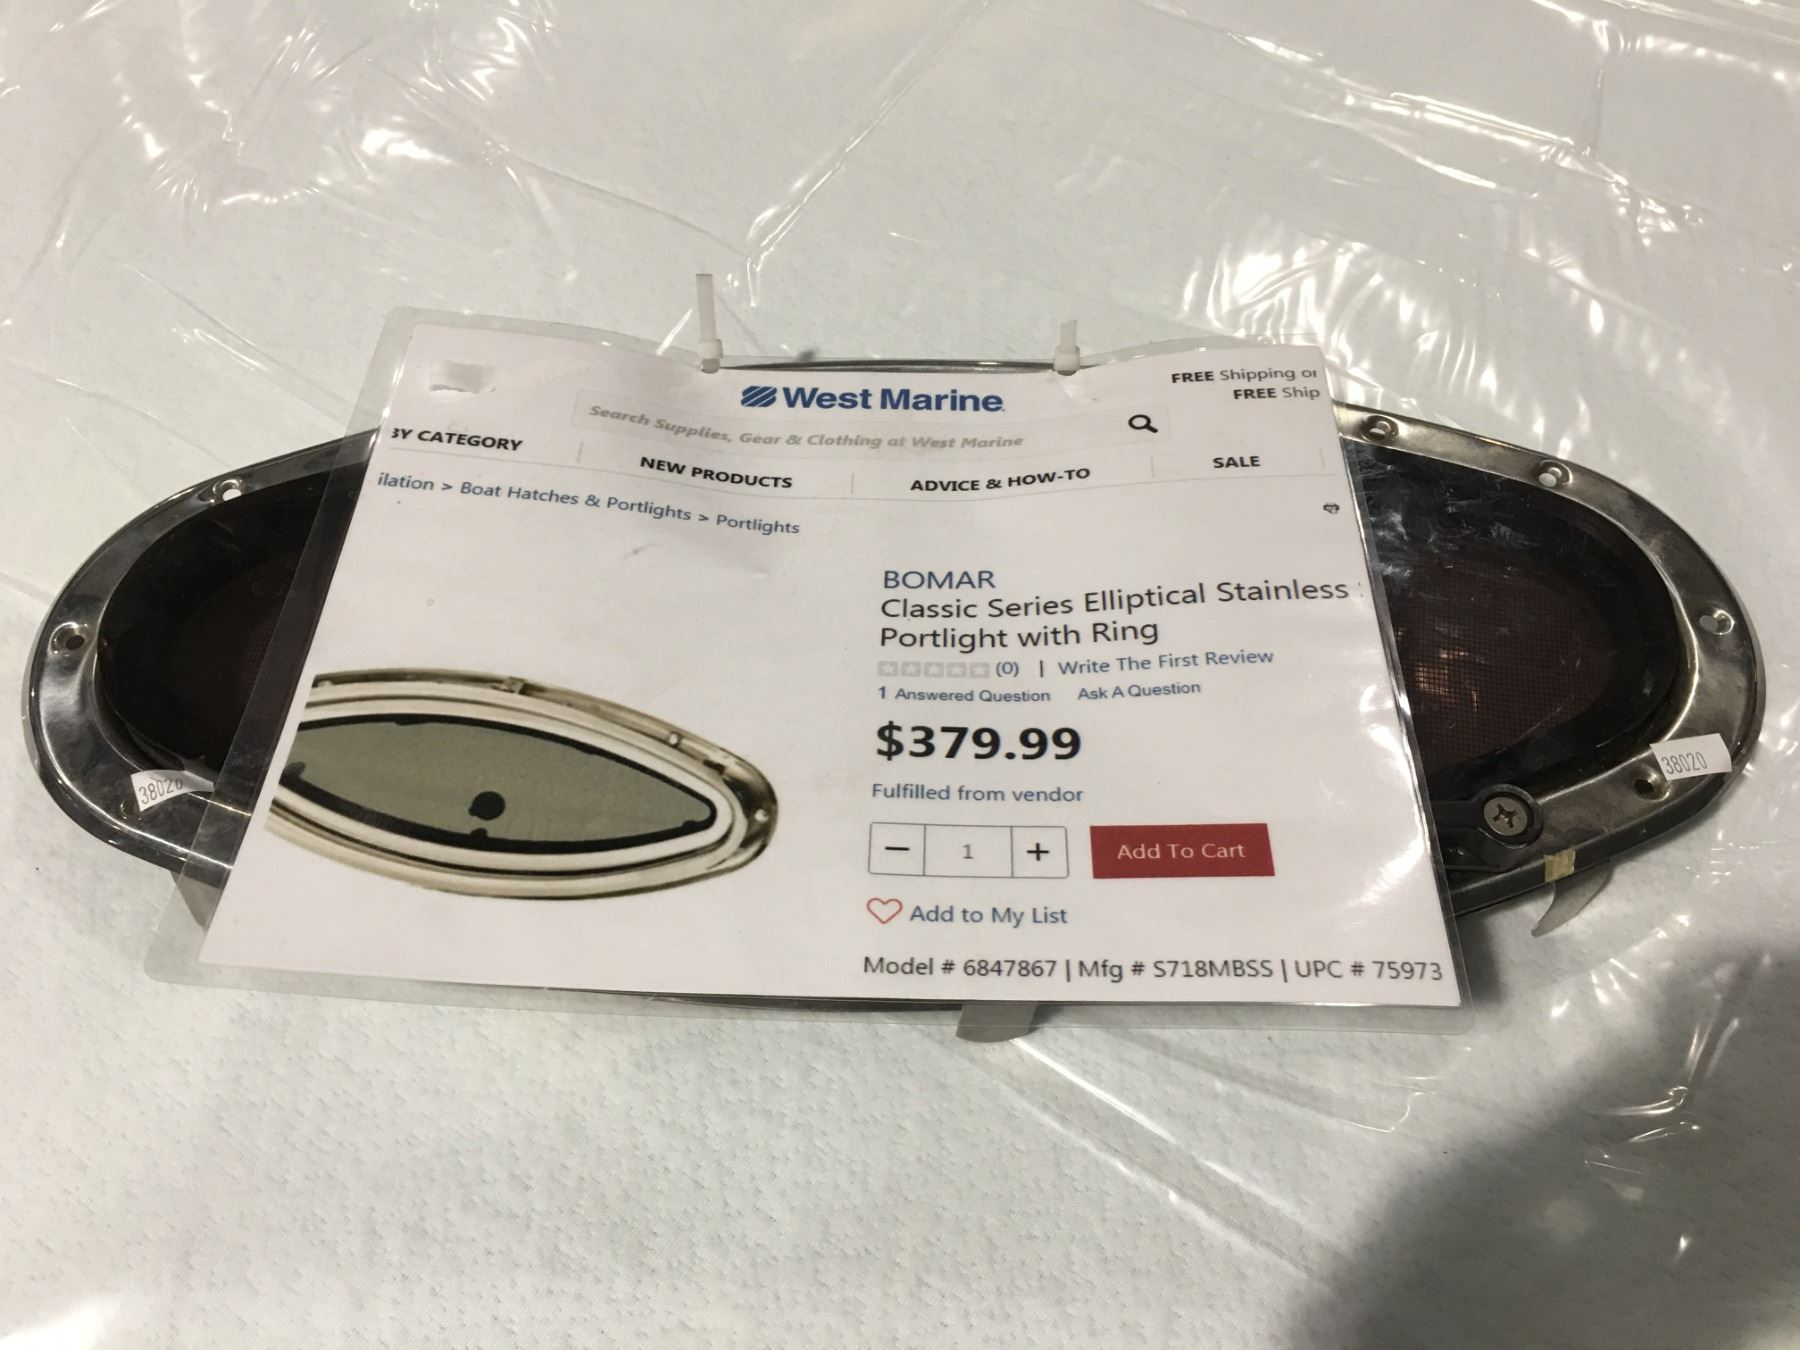 West Marine
FREE Shipping or
FREE Ship
Search Supplies, Gear & Clothing at West Marine
BY CATEGORY
NEW PRODUCTS
ADVICE & HOW-TO
SALE
ilation > Boat Hatches & Portlights > Portlights
BOMAR
Classic Series Elliptical Stainless
Portlight with Ring
(0) | Write The First Review
1 Answered Question Ask A Question
$379.99
Fulfilled from vendor
− 1 + Add To Cart
Add to My List
Model # 6847867 | Mfg # S718MBSS | UPC # 75973
38020
38020